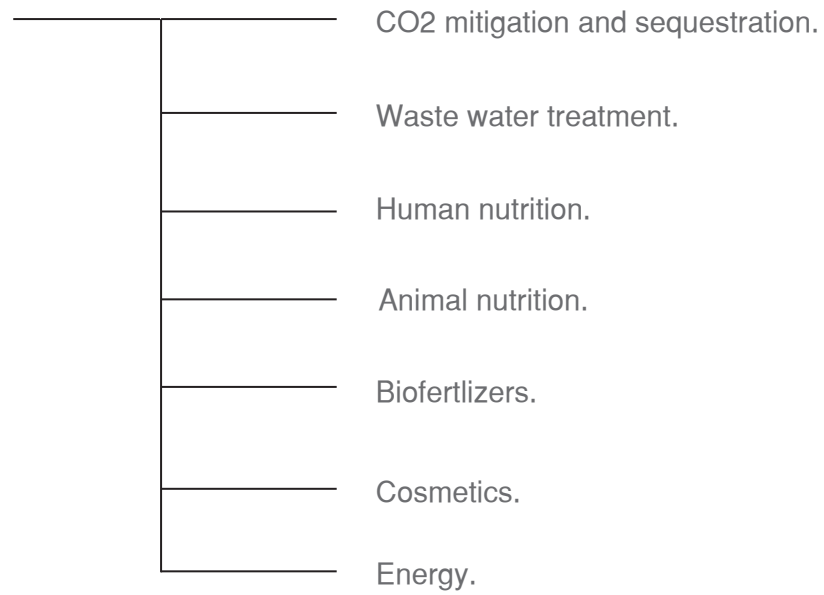 CO2 mitigation and sequestration.
Waste water treatment.
Human nutrition.
Animal nutrition.
Biofertlizers.
Cosmetics.
Energy.